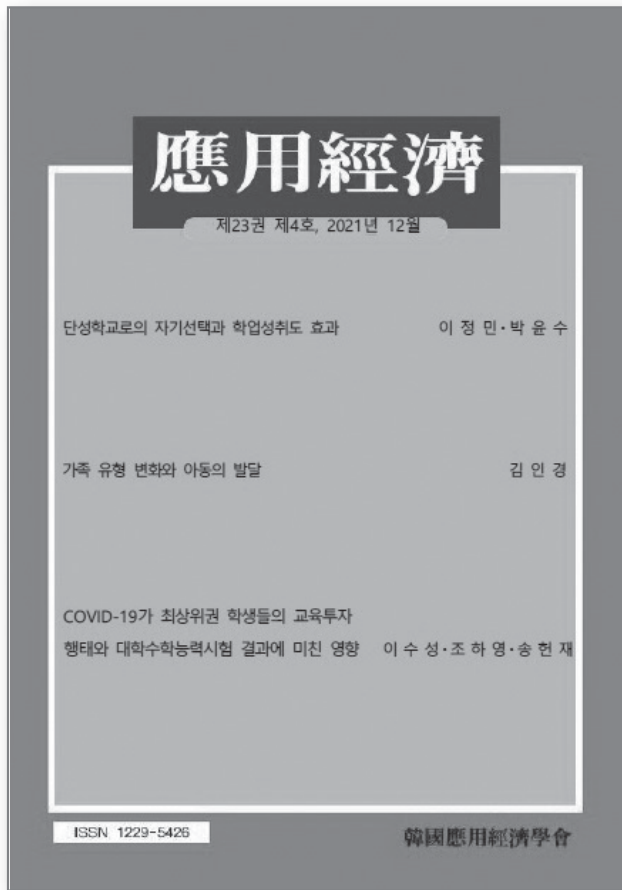 應用經濟
제23권 제4호, 2021년 12월
단성학교로의 자기선택과 학업성취도 효과 이 정 민·박 윤 수
가족 유형 변화와 아동의 발달 김 인 경
COVID-19가 최상위권 학생들의 교육투자
행태와 대학수학능력시험 결과에 미친 영향 이 수 성·조 하 영·송 헌 재
ISSN 1229-5426
韓國應用經濟學會